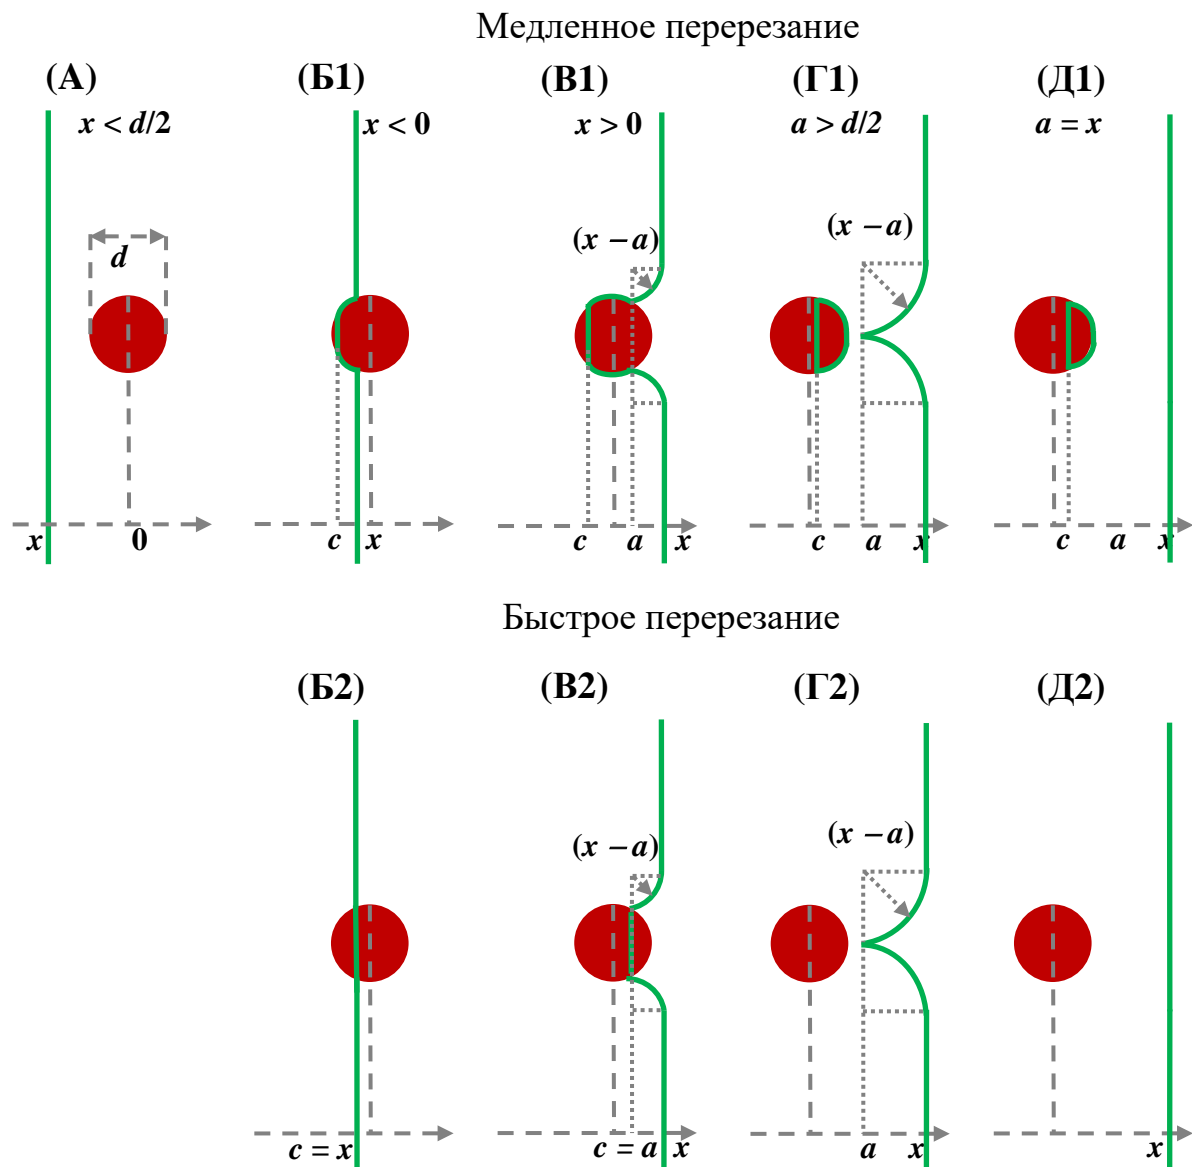 Медленное перерезание
(А) (Б1) (В1) (Г1) (Д1)
x < d/2 x < 0 x > 0 a > d/2 a = x
(x – a) (x – a)
d
x 0 c x c a x c a x c a x
Быстрое перерезание
(Б2) (В2) (Г2) (Д2)
(x – a) (x – a)
c = x c = a x a x x